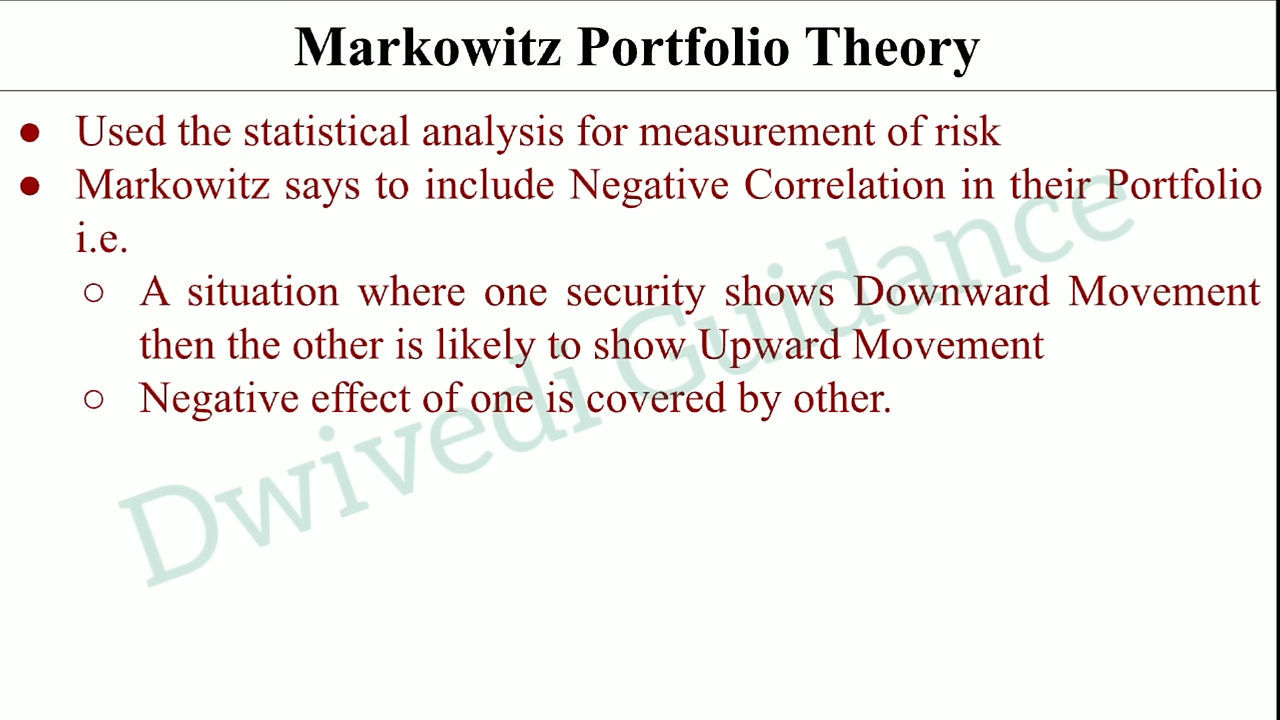 Markowitz Portfolio Theory
● Used the statistical analysis for measurement of risk
● Markowitz says to include Negative Correlation in their Portfolio
i.e.
○ A situation where one security shows Downward Movement
then the other is likely to show Upward Movement
○ Negative effect of one is covered by other.
Dwivedi Guidance